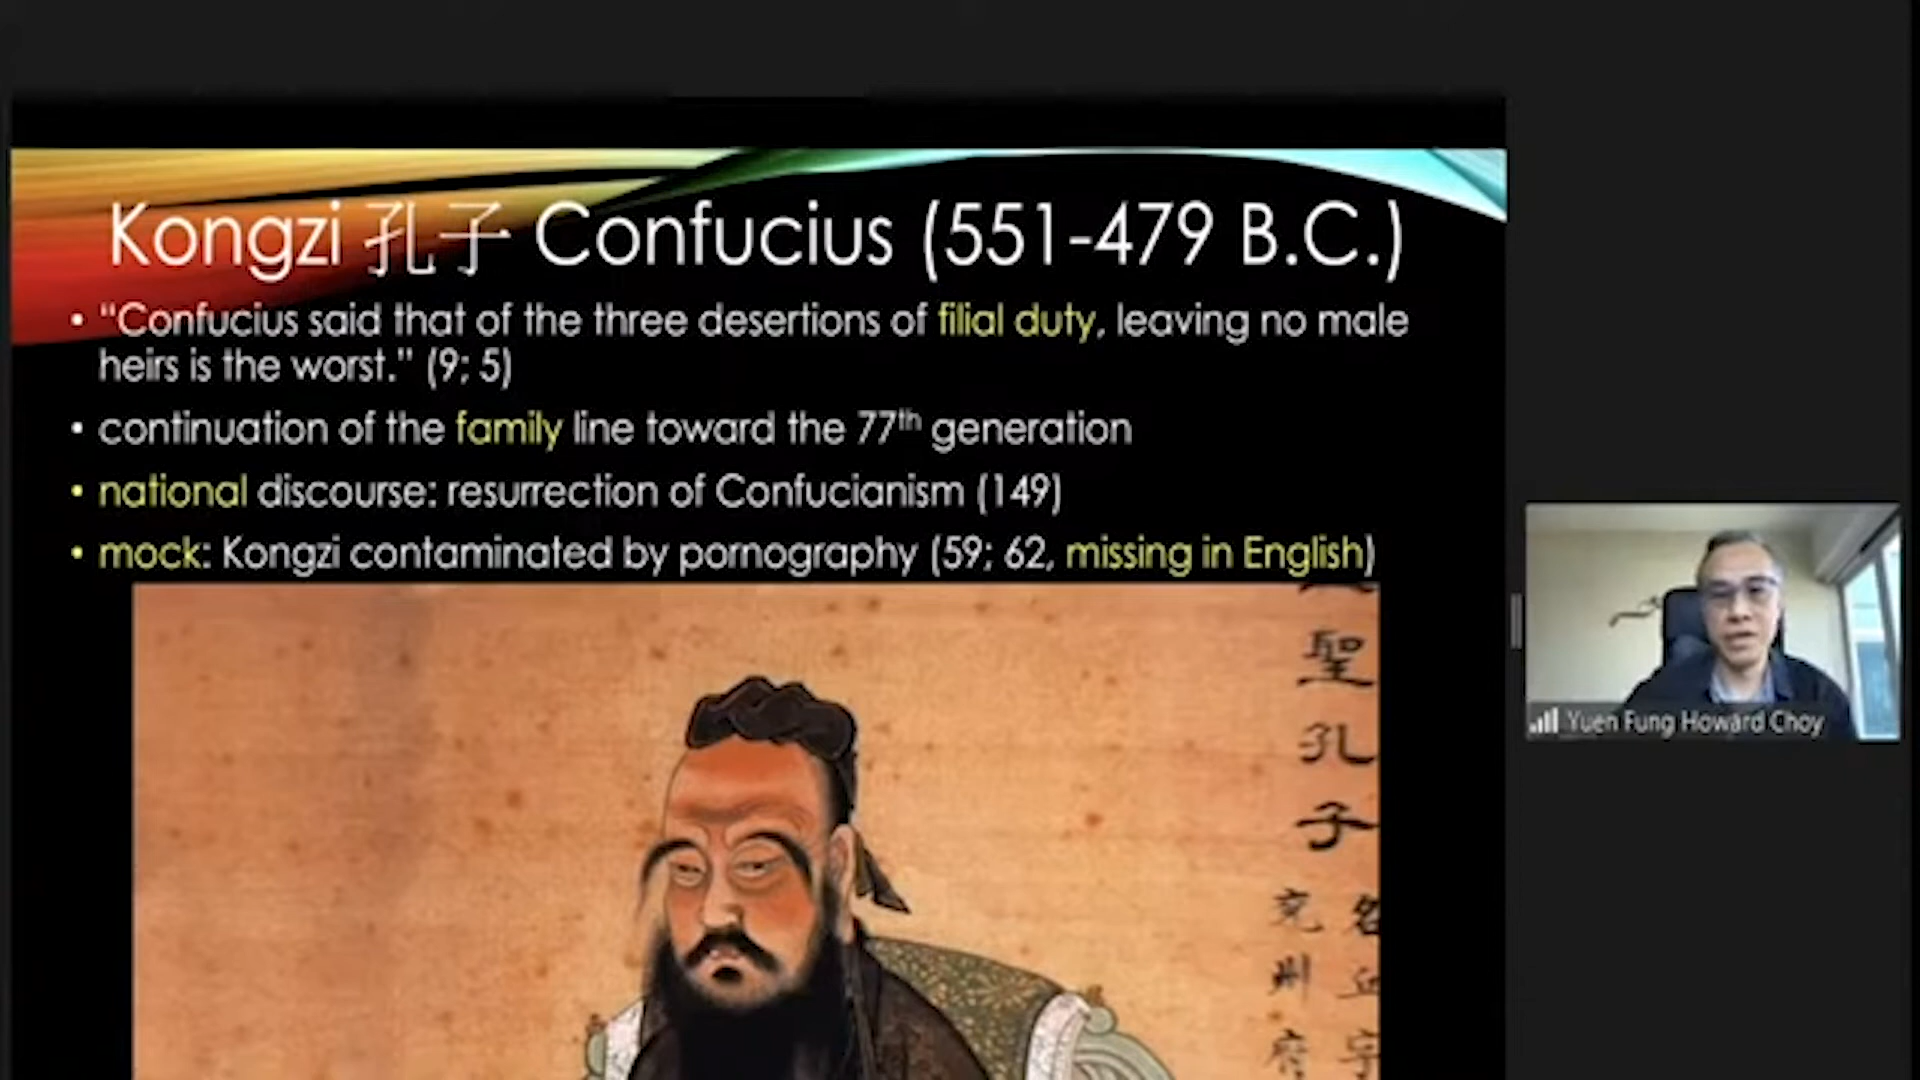 Kongzi 孔子 Confucius (551-479 B.C.)
• "Confucius said that of the three desertions of filial duty, leaving no male
heirs is the worst." (9; 5)
• continuation of the family line toward the 77th generation
• national discourse: resurrection of Confucianism (149)
• mock: Kongzi contaminated by pornography (59; 62, missing in English)
聖孔子
兗州府
Yuen Fung Howard Choy